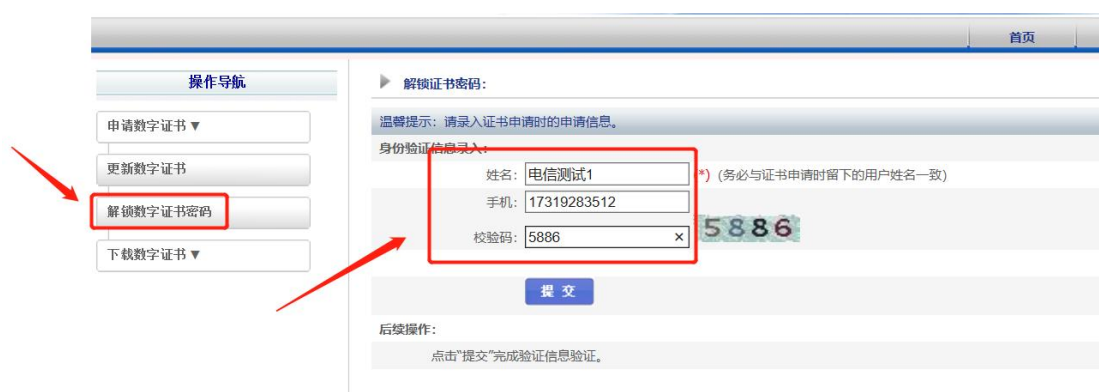 首页
操作导航
申请数字证书 ▼
更新数字证书
解锁数字证书密码
下载数字证书 ▼
解锁证书密码：
温馨提示：请录入证书申请时的申请信息。
身份验证信息录入：
姓名： 电信测试1 *) (务必与证书申请时留下的用户姓名一致)
手机： 17319283512
校验码： 5886 × 5886
提 交
后续操作：
点击"提交"完成验证信息验证。